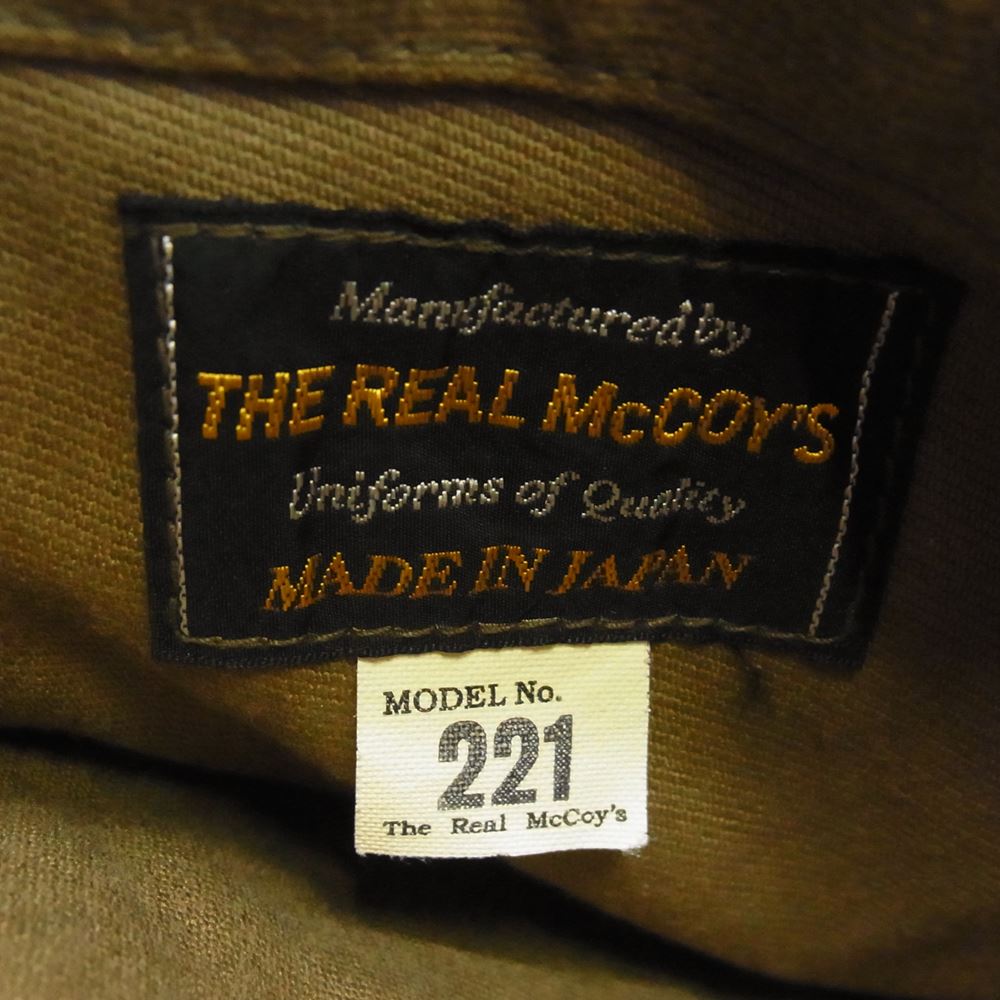 Manufactured by
THE REAL McCOY'S
Uniforms of Quality
MADE IN JAPAN
MODEL No.
221
The Real McCoy's